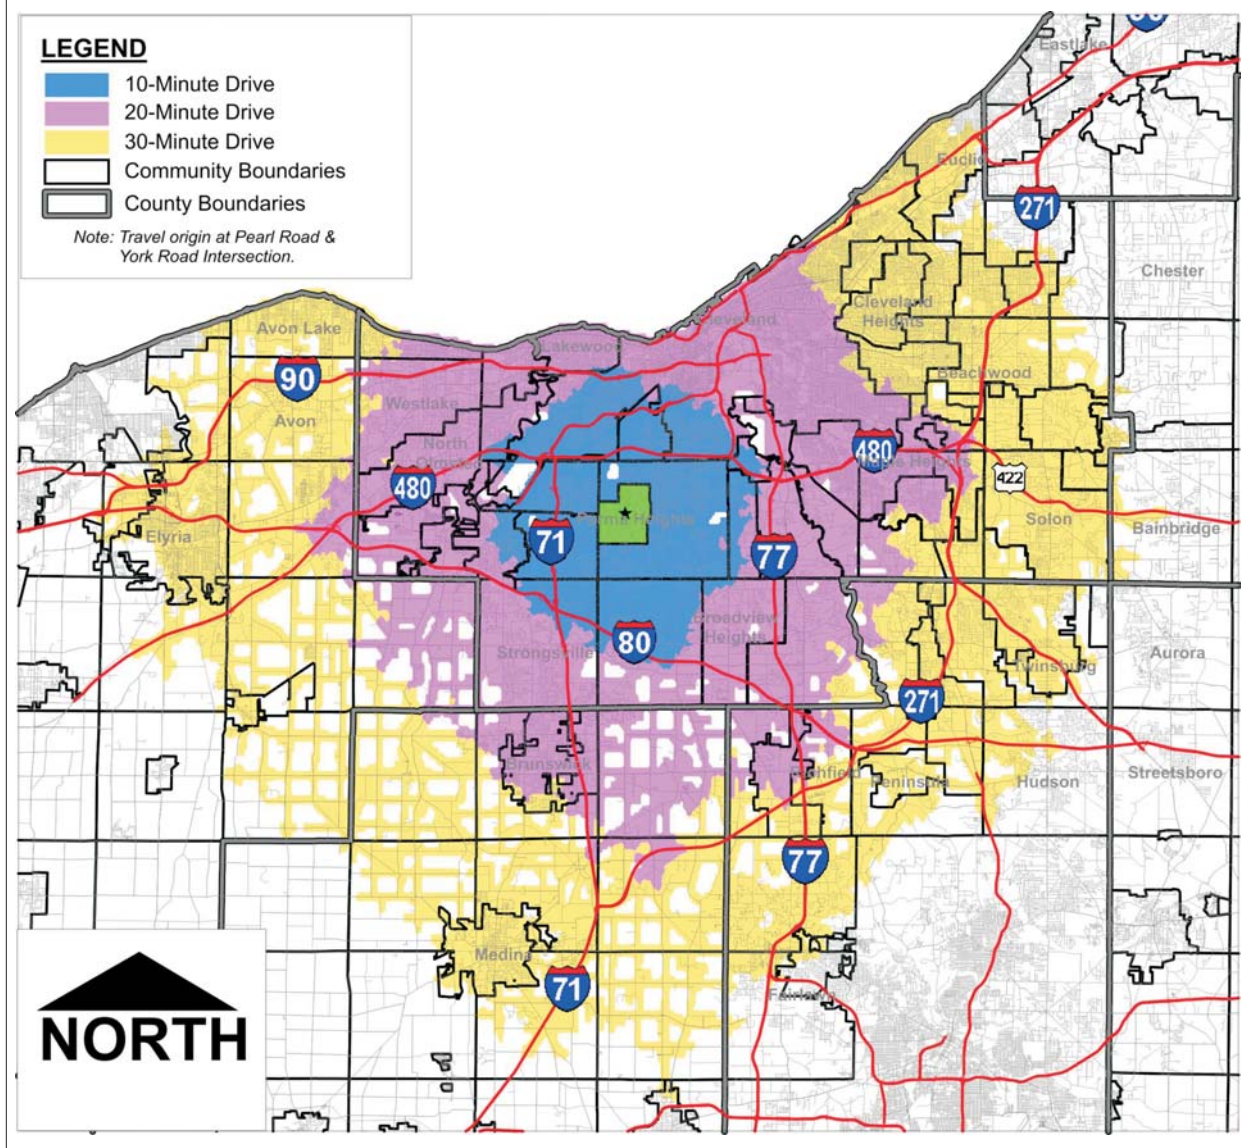 LEGEND
10-Minute Drive
20-Minute Drive
30-Minute Drive
Community Boundaries
County Boundaries
Note: Travel origin at Pearl Road &
York Road Intersection.
Eastlake
Euclid
271
Chester
Avon Lake
Cleveland
Heights
Cleveland
Lakewood
90
Beachwood
Avon
Westlake
North
Olmsted
480
480
Maple Heights
422
Parma Heights
Solon
Bainbridge
Elyria
71
77
Broadview
Heights
80
Strongsville
Aurora
Twinsburg
271
Brunswick
Richfield
Peninsula
Hudson
Streetsboro
77
Medina
71
Fairlawn
NORTH